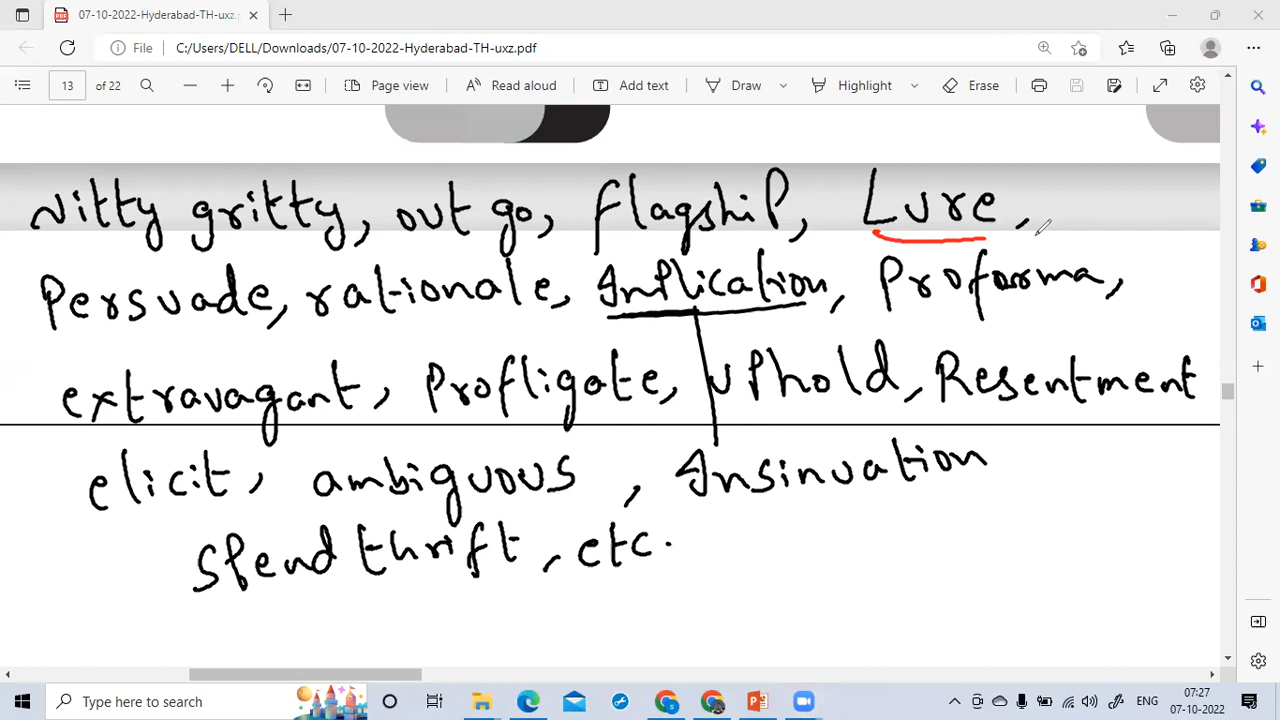 07-10-2022-Hyderabad-TH-uxz.pdf
File C:/Users/DELL/Downloads/07-10-2022-Hyderabad-TH-uxz.pdf
13 of 22 Page view Read aloud Add text Draw Highlight Erase
Nitty gritty, out go, flagship, Lure,
Persuade, rationale, Implication, Proforma,
extravagant, Profligate, uphold, Resentment
elicit, ambiguous, Insinuation
Spend thrift, etc.
Type here to search ENG 07:27
07-10-2022